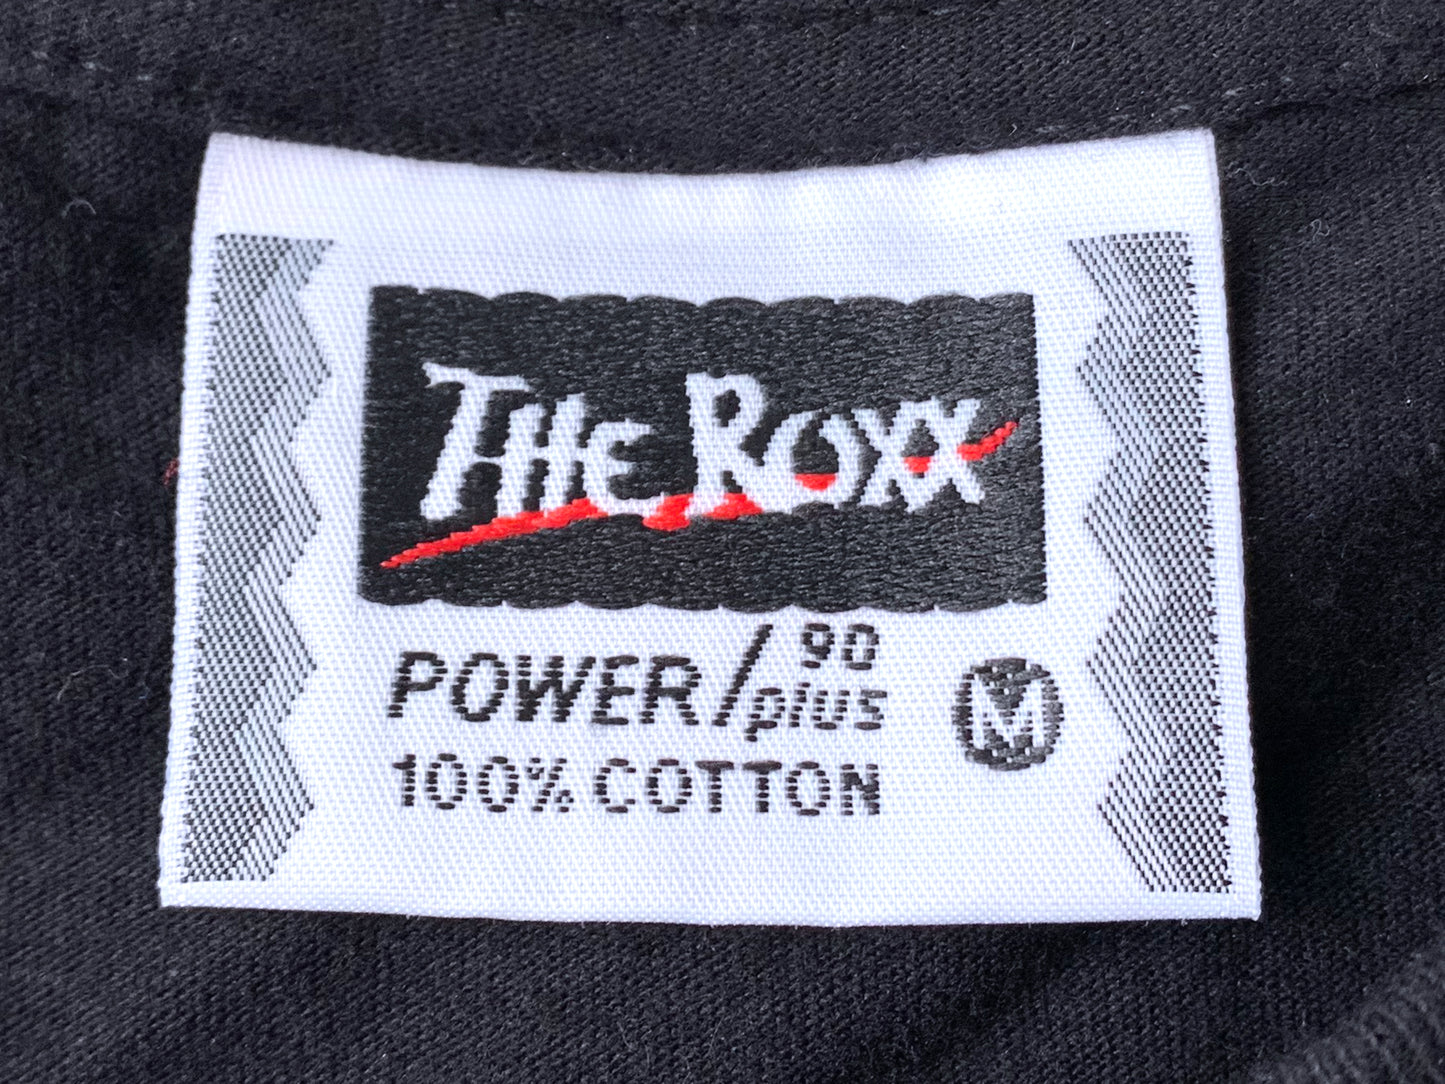 THE ROXX
POWER/90 plus
M
100% COTTON